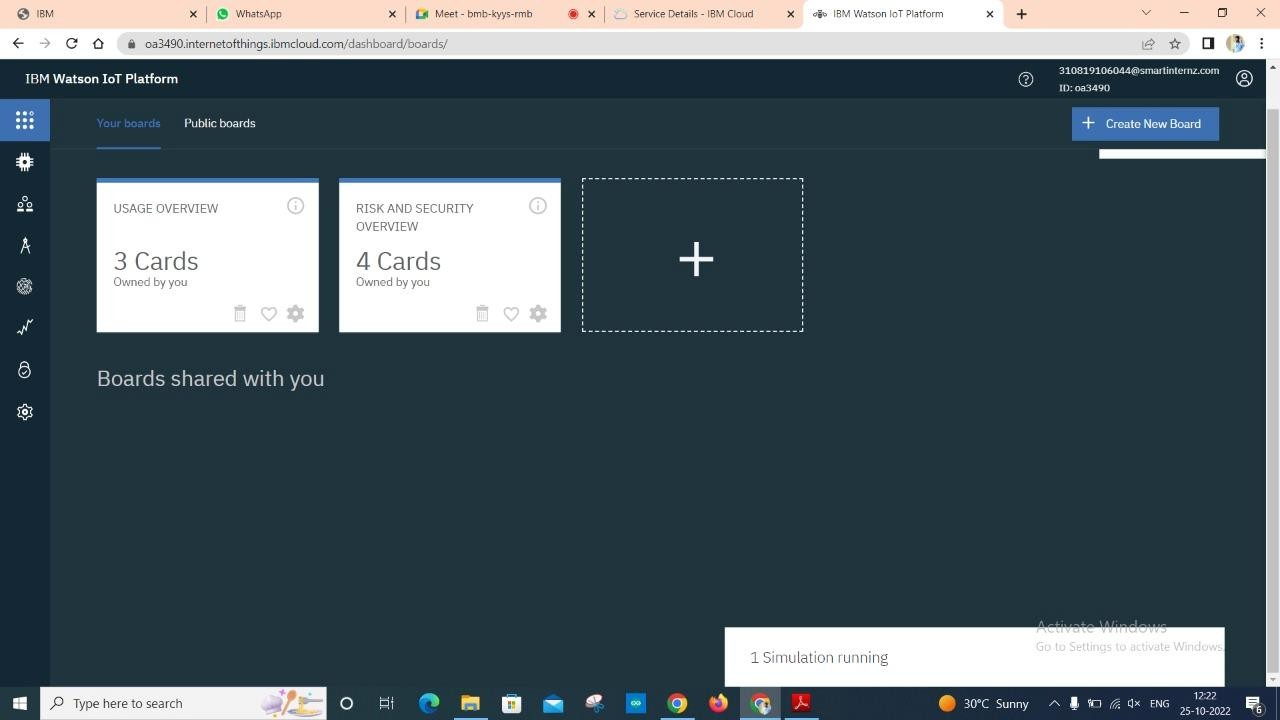 IBM
WhatsApp
Meet - bmb-kyys-rmb
Service Details - IBM Cloud
IBM Watson IoT Platform
oa3490.internetofthings.ibmcloud.com/dashboard/boards/
IBM Watson IoT Platform
310819106044@smartinternz.com
ID: oa3490
Your boards
Public boards
Create New Board
USAGE OVERVIEW
3 Cards
Owned by you
RISK AND SECURITY
OVERVIEW
4 Cards
Owned by you
Boards shared with you
Activate Windows
Go to Settings to activate Windows.
1 Simulation running
Type here to search
30°C Sunny
ENG
12:22
25-10-2022
6